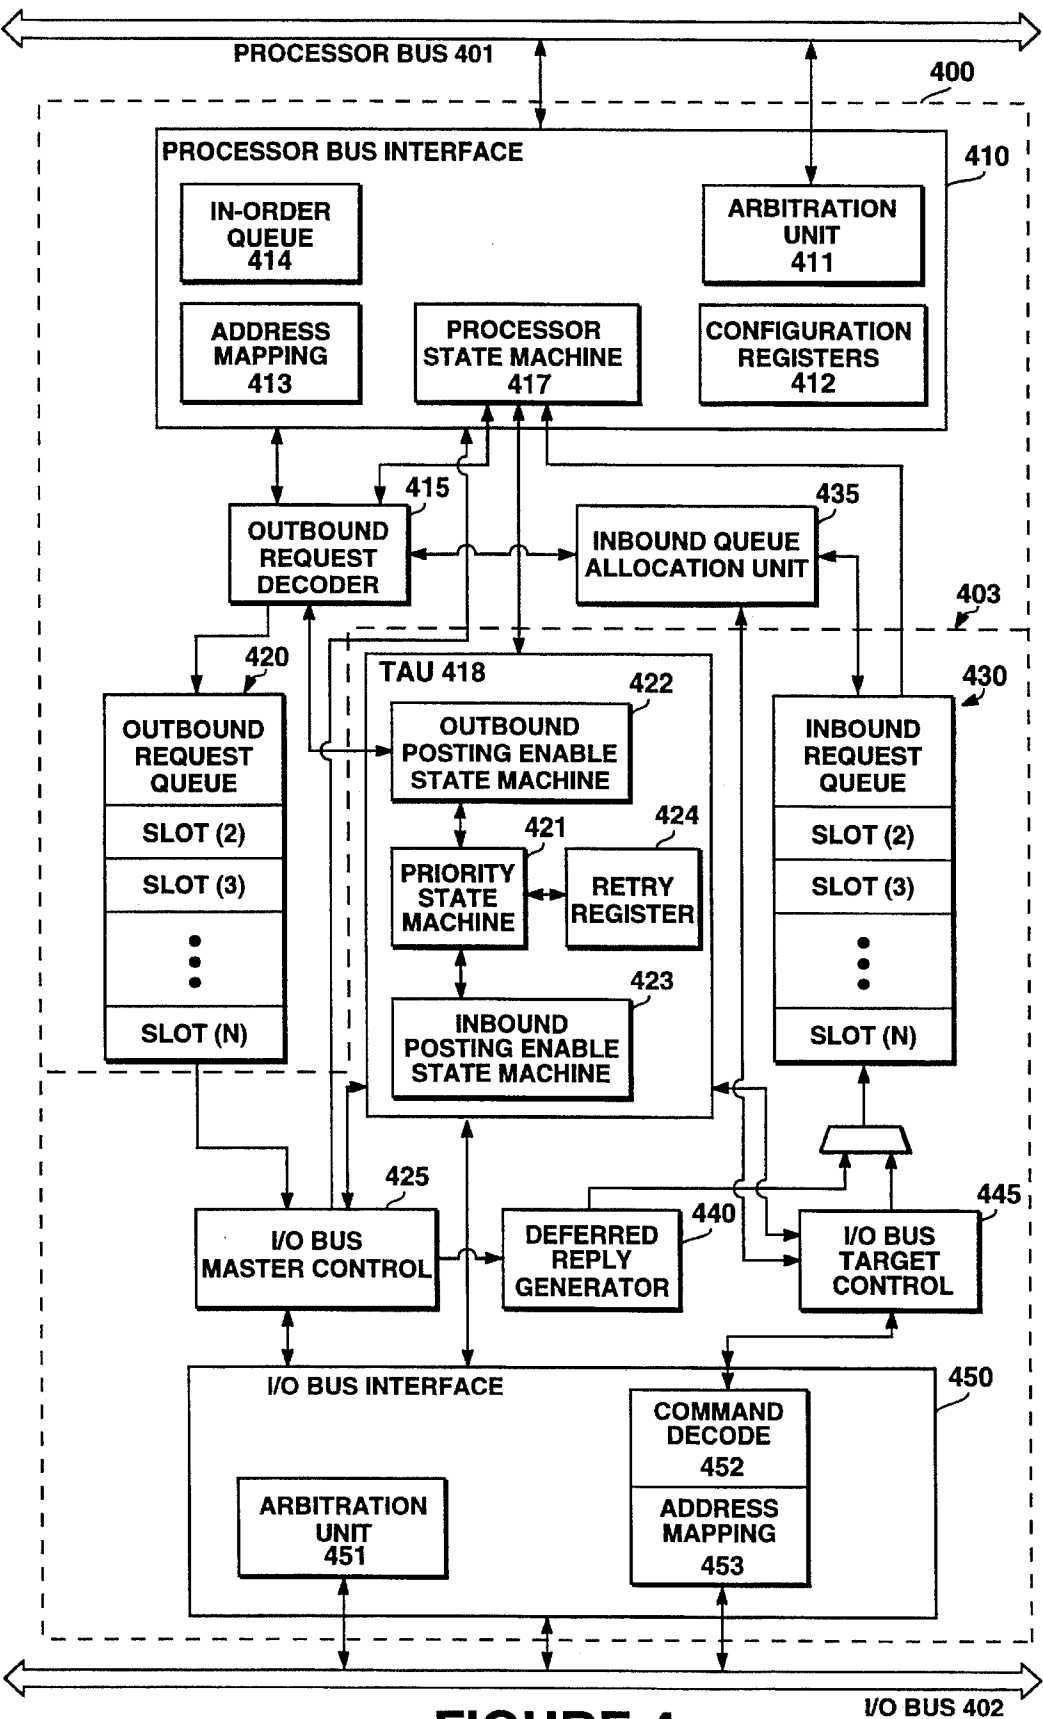 PROCESSOR BUS 401
400
PROCESSOR BUS INTERFACE
410
IN-ORDER
QUEUE
414
ARBITRATION
UNIT
411
ADDRESS
MAPPING
413
PROCESSOR
STATE MACHINE
417
CONFIGURATION
REGISTERS
412
415
OUTBOUND
REQUEST
DECODER
435
INBOUND QUEUE
ALLOCATION UNIT
403
420
OUTBOUND
REQUEST
QUEUE
SLOT (2)
SLOT (3)
SLOT (N)
TAU 418
422
OUTBOUND
POSTING ENABLE
STATE MACHINE
421
PRIORITY
STATE
MACHINE
424
RETRY
REGISTER
423
INBOUND
POSTING ENABLE
STATE MACHINE
430
INBOUND
REQUEST
QUEUE
SLOT (2)
SLOT (3)
SLOT (N)
425
I/O BUS
MASTER CONTROL
440
DEFERRED
REPLY
GENERATOR
445
I/O BUS
TARGET
CONTROL
I/O BUS INTERFACE
450
COMMAND
DECODE
452
ADDRESS
MAPPING
453
ARBITRATION
UNIT
451
I/O BUS 402